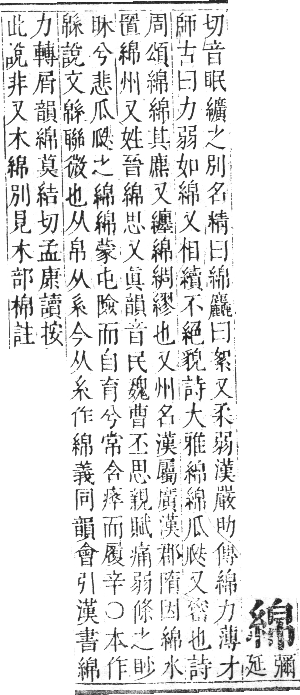 綿
彌延
切音眠纊之別名精曰綿麤曰絮又柔弱漢嚴助傳綿力薄才
師古曰力弱如綿又相續不絕貌詩大雅綿綿瓜瓞又密也詩
周頌綿綿其麃又纏綿綢繆也又州名漢屬廣漢郡隋因綿水
置綿州又姓晉綿思又眞韻音民魏曹丕思親賦痛弱條之眇
眇兮悲瓜瓞之綿綿蒙屯險而自育兮常含瘁而履辛〇本作
緜說文緜聯微也从帛从系今从糸作綿義同韻會引漢書綿
力轉屑韻綿莫結切孟康讀按
此說非又木綿別見木部棉註